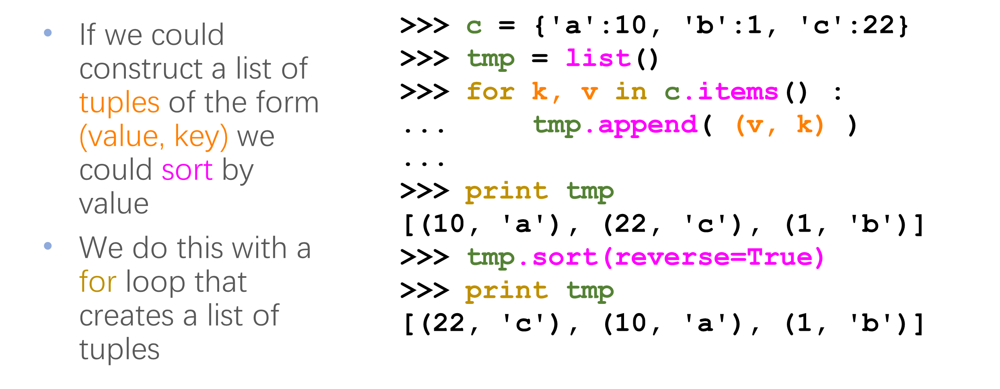 • If we could
construct a list of
tuples of the form
(value, key) we
could sort by
value
• We do this with a
for loop that
creates a list of
tuples
>>> c = {'a':10, 'b':1, 'c':22}
>>> tmp = list()
>>> for k, v in c.items() :
...     tmp.append( (v, k) )
...
>>> print tmp
[(10, 'a'), (22, 'c'), (1, 'b')]
>>> tmp.sort(reverse=True)
>>> print tmp
[(22, 'c'), (10, 'a'), (1, 'b')]